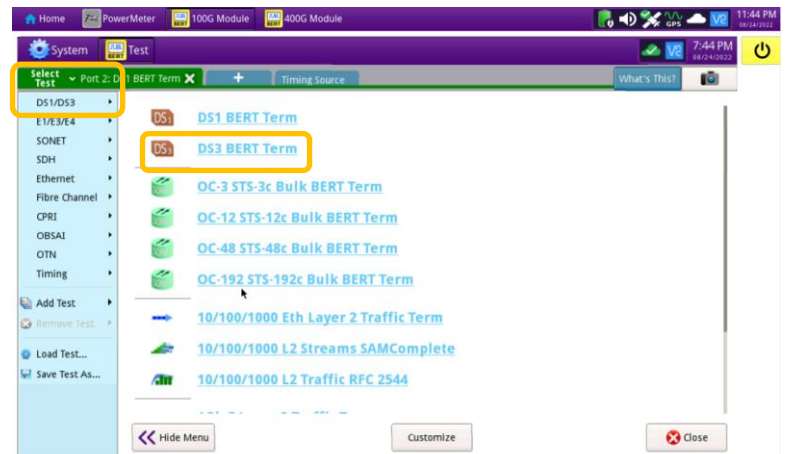 Home PowerMeter 100G Module 400G Module GPS V2 11:44 PM
08/24/2022
System Test V2 7:44 PM
08/24/2022
Select Test Port 2: D 1 BERT Term + Timing Source What's This?
DS1/DS3
E1/E3/E4
SONET
SDH
Ethernet
Fibre Channel
CPRI
OBSAI
OTN
Timing
Add Test
Remove Test
Load Test...
Save Test As...
DS1 DS1 BERT Term
DS3 DS3 BERT Term
OC-3 STS-3c Bulk BERT Term
OC-12 STS-12c Bulk BERT Term
OC-48 STS-48c Bulk BERT Term
OC-192 STS-192c Bulk BERT Term
10/100/1000 Eth Layer 2 Traffic Term
10/100/1000 L2 Streams SAMComplete
10/100/1000 L2 Traffic RFC 2544
Hide Menu Customize Close